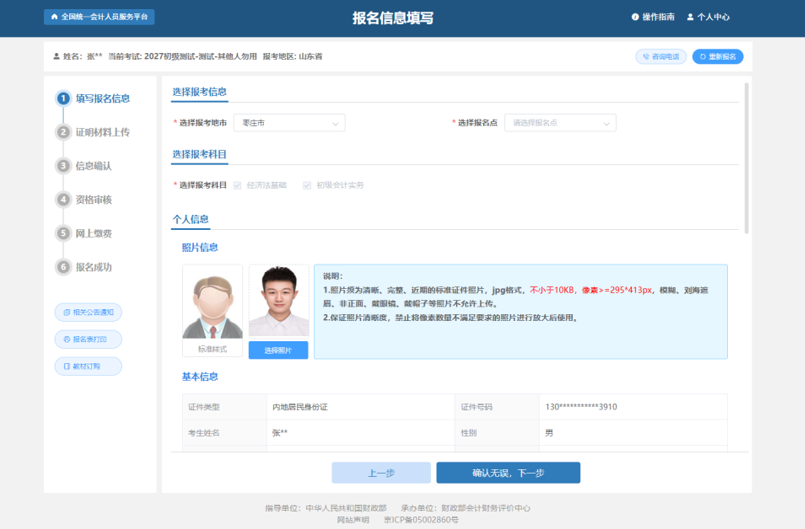 全国统一会计人员服务平台
报名信息填写
操作指南 个人中心
姓名: 张** 当前考试: 2027初级测试-测试-其他人勿用 报考地区: 山东省
咨询电话 重新报名
1 填写报名信息
2 证明材料上传
3 信息确认
4 资格审核
5 网上缴费
6 报名成功
相关公告通知
报名表打印
教材订购
选择报考信息
* 选择报考地市 枣庄市 * 选择报名点 请选择报名点
选择报考科目
* 选择报考科目 经济法基础 初级会计实务
个人信息
照片信息
标准样式
选择照片
说明:
1.照片须为清晰、完整、近期的标准证件照片，jpg格式，不小于10KB，像素>=295*413px。模糊、刘海遮
眉、非正面、戴眼镜、戴帽子等照片不允许上传。
2.保证照片清晰度，禁止将像素数量不满足要求的照片进行放大后使用。
基本信息
证件类型 内地居民身份证 证件号码 130***********3910
考生姓名 张** 性别 男
上一步 确认无误，下一步
指导单位：中华人民共和国财政部 承办单位：财政部会计财务评价中心
网站声明 京ICP备05002860号